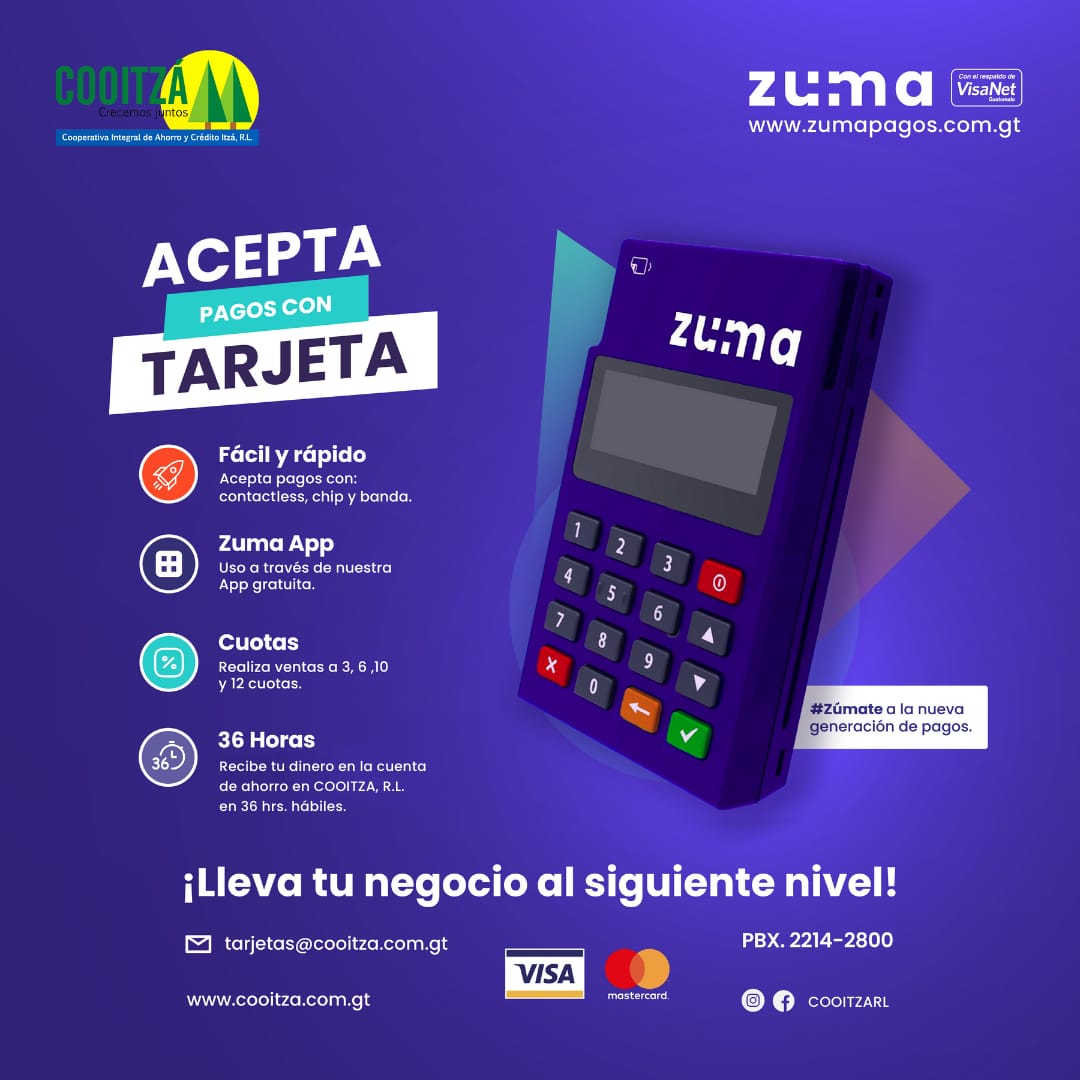 COOITZÁ
Crecemos juntos
Cooperativa Integral de Ahorro y Crédito Itzá, R.L.
zuma
Con el respaldo de
VisaNet
Guatemala
www.zumapagos.com.gt
ACEPTA
PAGOS CON
TARJETA
Fácil y rápido
Acepta pagos con:
contactless, chip y banda.
Zuma App
Uso a través de nuestra
App gratuita.
Cuotas
Realiza ventas a 3, 6 ,10
y 12 cuotas.
36
36 Horas
Recibe tu dinero en la cuenta
de ahorro en COOITZA, R.L.
en 36 hrs. hábiles.
zuma
1 2 3
4 5 6
7 8 9
X 0
#Zúmate a la nueva
generación de pagos.
¡Lleva tu negocio al siguiente nivel!
tarjetas@cooitza.com.gt
www.cooitza.com.gt
VISA
mastercard.
PBX. 2214-2800
COOITZARL